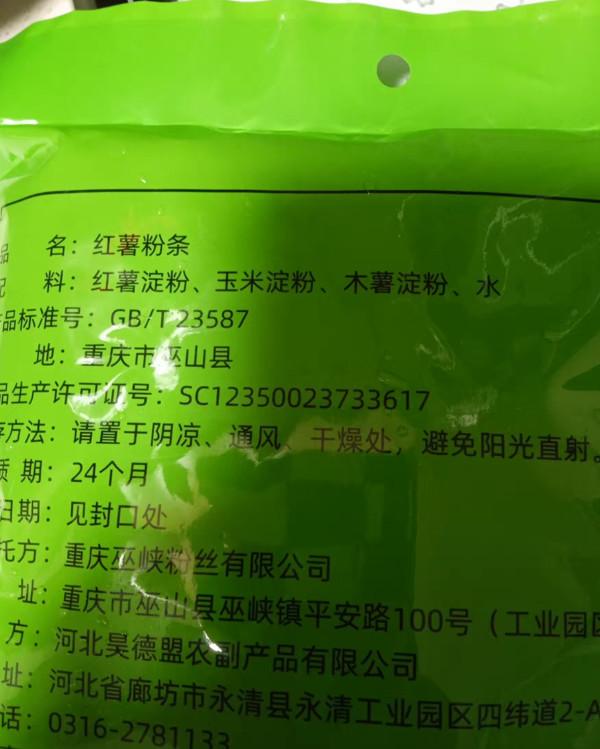 品 名：红薯粉条
配 料：红薯淀粉、玉米淀粉、木薯淀粉、水
产品标准号：GB/T 23587
地：重庆市巫山县
品生产许可证号：SC12350023733617
存方法：请置于阴凉、通风、干燥处，避免阳光直射。
质 期：24个月
日期：见封口处
托方：重庆巫峡粉丝有限公司
址：重庆市巫山县巫峡镇平安路100号（工业园区
方：河北昊德盟农副产品有限公司
址：河北省廊坊市永清县永清工业园区四纬道2-A
话：0316-2781133